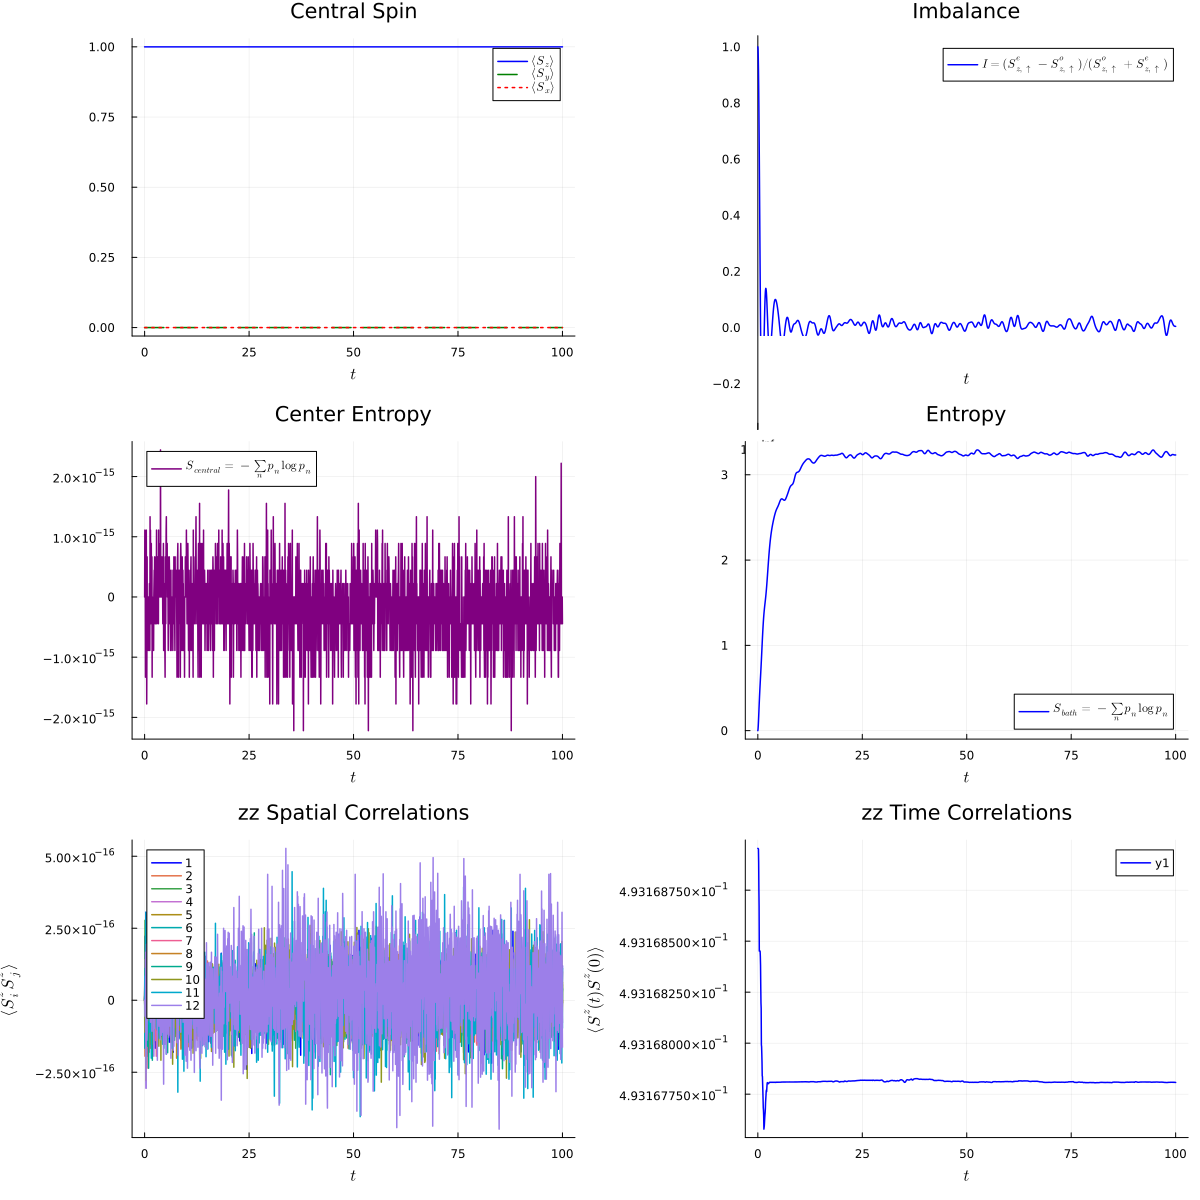 Central Spin
1.00
0.75
0.50
0.25
0.00
⟨S_z⟩
⟨S_y⟩
⟨S_x⟩
0 25 50 75 100
t
Imbalance
1.0
0.8
0.6
0.4
0.2
0.0
−0.2
I = (S^e_{z,↑} − S^o_{z,↑})/(S^o_{z,↑} + S^e_{z,↑})
t
Center Entropy
2.0×10^−15
1.0×10^−15
0
−1.0×10^−15
−2.0×10^−15
S_central = − ∑_n p_n log p_n
0 25 50 75 100
t
Entropy
3
2
1
0
S_bath = − ∑_n p_n log p_n
0 25 50 75 100
t
zz Spatial Correlations
⟨S^z_i S^z_j⟩
5.00×10^−16
2.50×10^−16
0
−2.50×10^−16
1
2
3
4
5
6
7
8
9
10
11
12
0 25 50 75 100
t
zz Time Correlations
⟨S^z(t)S^z(0)⟩
4.93168750×10^−1
4.93168500×10^−1
4.93168250×10^−1
4.93168000×10^−1
4.93167750×10^−1
y1
0 25 50 75 100
t